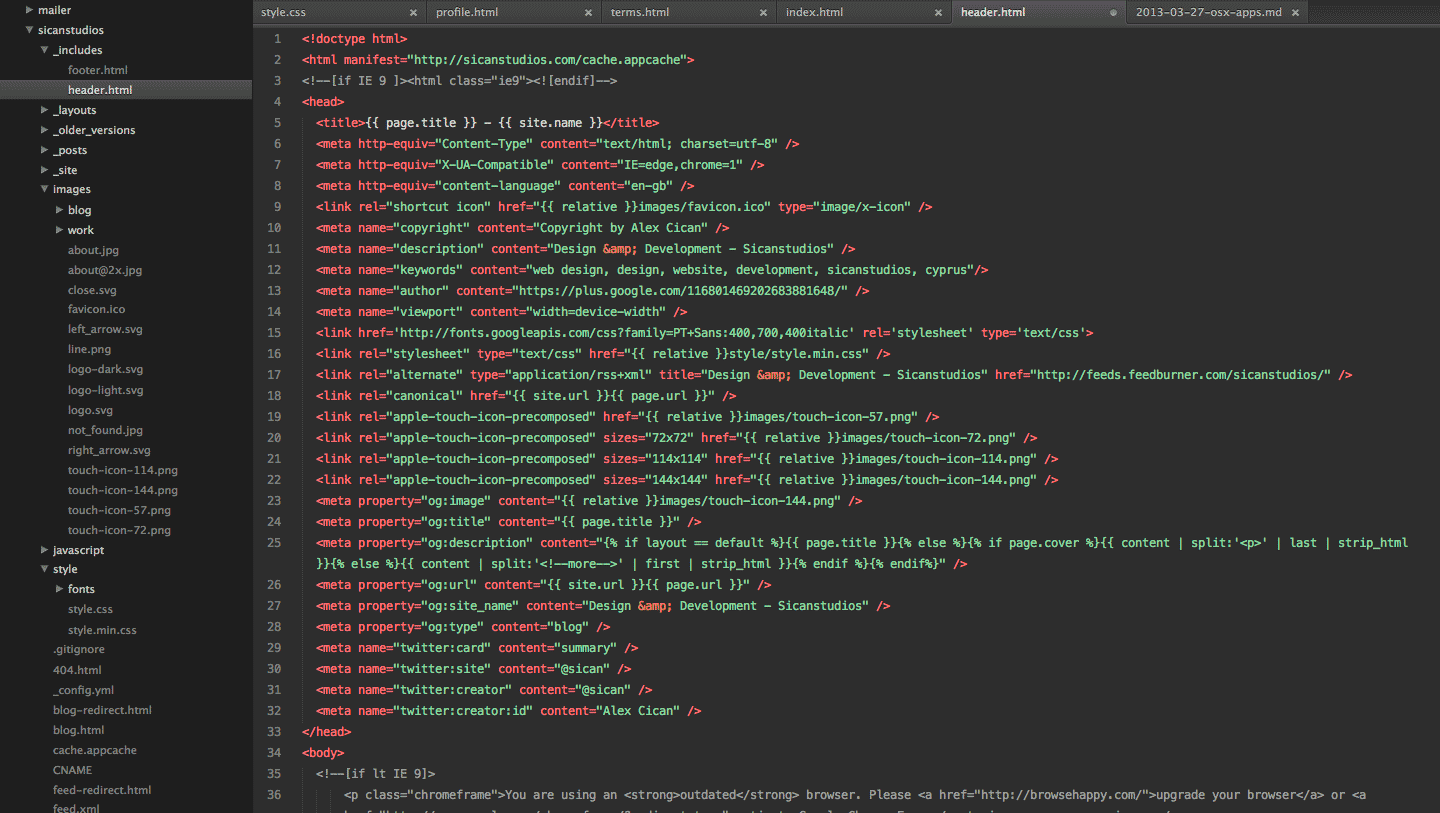 mailer
sicanstudios
_includes
footer.html
header.html
_layouts
_older_versions
_posts
_site
images
blog
work
about.jpg
about@2x.jpg
close.svg
favicon.ico
left_arrow.svg
line.png
logo-dark.svg
logo-light.svg
logo.svg
not_found.jpg
right_arrow.svg
touch-icon-114.png
touch-icon-144.png
touch-icon-57.png
touch-icon-72.png
javascript
style
fonts
style.css
style.min.css
.gitignore
404.html
_config.yml
blog-redirect.html
blog.html
cache.appcache
CNAME
feed-redirect.html
feed.xml
style.css × profile.html × terms.html × index.html × header.html 2013-03-27-osx-apps.md ×
1 <!doctype html>
2 <html manifest="http://sicanstudios.com/cache.appcache">
3 <!--[if IE 9 ]><html class="ie9"><![endif]-->
4 <head>
5 <title>{{ page.title }} - {{ site.name }}</title>
6 <meta http-equiv="Content-Type" content="text/html; charset=utf-8" />
7 <meta http-equiv="X-UA-Compatible" content="IE=edge,chrome=1" />
8 <meta http-equiv="content-language" content="en-gb" />
9 <link rel="shortcut icon" href="{{ relative }}images/favicon.ico" type="image/x-icon" />
10 <meta name="copyright" content="Copyright by Alex Cican" />
11 <meta name="description" content="Design &amp; Development - Sicanstudios" />
12 <meta name="keywords" content="web design, design, website, development, sicanstudios, cyprus"/>
13 <meta name="author" content="https://plus.google.com/116801469202683881648/" />
14 <meta name="viewport" content="width=device-width" />
15 <link href='http://fonts.googleapis.com/css?family=PT+Sans:400,700,400italic' rel='stylesheet' type='text/css'>
16 <link rel="stylesheet" type="text/css" href="{{ relative }}style/style.min.css" />
17 <link rel="alternate" type="application/rss+xml" title="Design &amp; Development - Sicanstudios" href="http://feeds.feedburner.com/sicanstudios/" />
18 <link rel="canonical" href="{{ site.url }}{{ page.url }}" />
19 <link rel="apple-touch-icon-precomposed" href="{{ relative }}images/touch-icon-57.png" />
20 <link rel="apple-touch-icon-precomposed" sizes="72x72" href="{{ relative }}images/touch-icon-72.png" />
21 <link rel="apple-touch-icon-precomposed" sizes="114x114" href="{{ relative }}images/touch-icon-114.png" />
22 <link rel="apple-touch-icon-precomposed" sizes="144x144" href="{{ relative }}images/touch-icon-144.png" />
23 <meta property="og:image" content="{{ relative }}images/touch-icon-144.png" />
24 <meta property="og:title" content="{{ page.title }}" />
25 <meta property="og:description" content="{% if layout == default %}{{ page.title }}{% else %}{% if page.cover %}{{ content | split:'<p>' | last | strip_html
}}{% else %}{{ content | split:'<!--more-->' | first | strip_html }}{% endif %}{% endif%}" />
26 <meta property="og:url" content="{{ site.url }}{{ page.url }}" />
27 <meta property="og:site_name" content="Design &amp; Development - Sicanstudios" />
28 <meta property="og:type" content="blog" />
29 <meta name="twitter:card" content="summary" />
30 <meta name="twitter:site" content="@sican" />
31 <meta name="twitter:creator" content="@sican" />
32 <meta name="twitter:creator:id" content="Alex Cican" />
33 </head>
34 <body>
35 <!--[if lt IE 9]>
36 <p class="chromeframe">You are using an <strong>outdated</strong> browser. Please <a href="http://browsehappy.com/">upgrade your browser</a> or <a